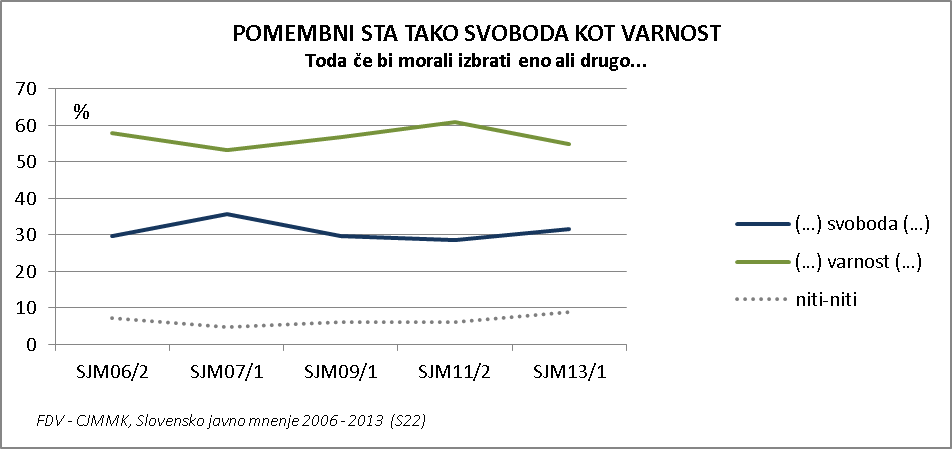 POMEMBNI STA TAKO SVOBODA KOT VARNOST
Toda če bi morali izbrati eno ali drugo...
%
70
60
50
40
30
20
10
0
SJM06/2 SJM07/1 SJM09/1 SJM11/2 SJM13/1
(...) svoboda (...)
(...) varnost (...)
niti-niti
FDV - CJMMK, Slovensko javno mnenje 2006 - 2013 (S22)